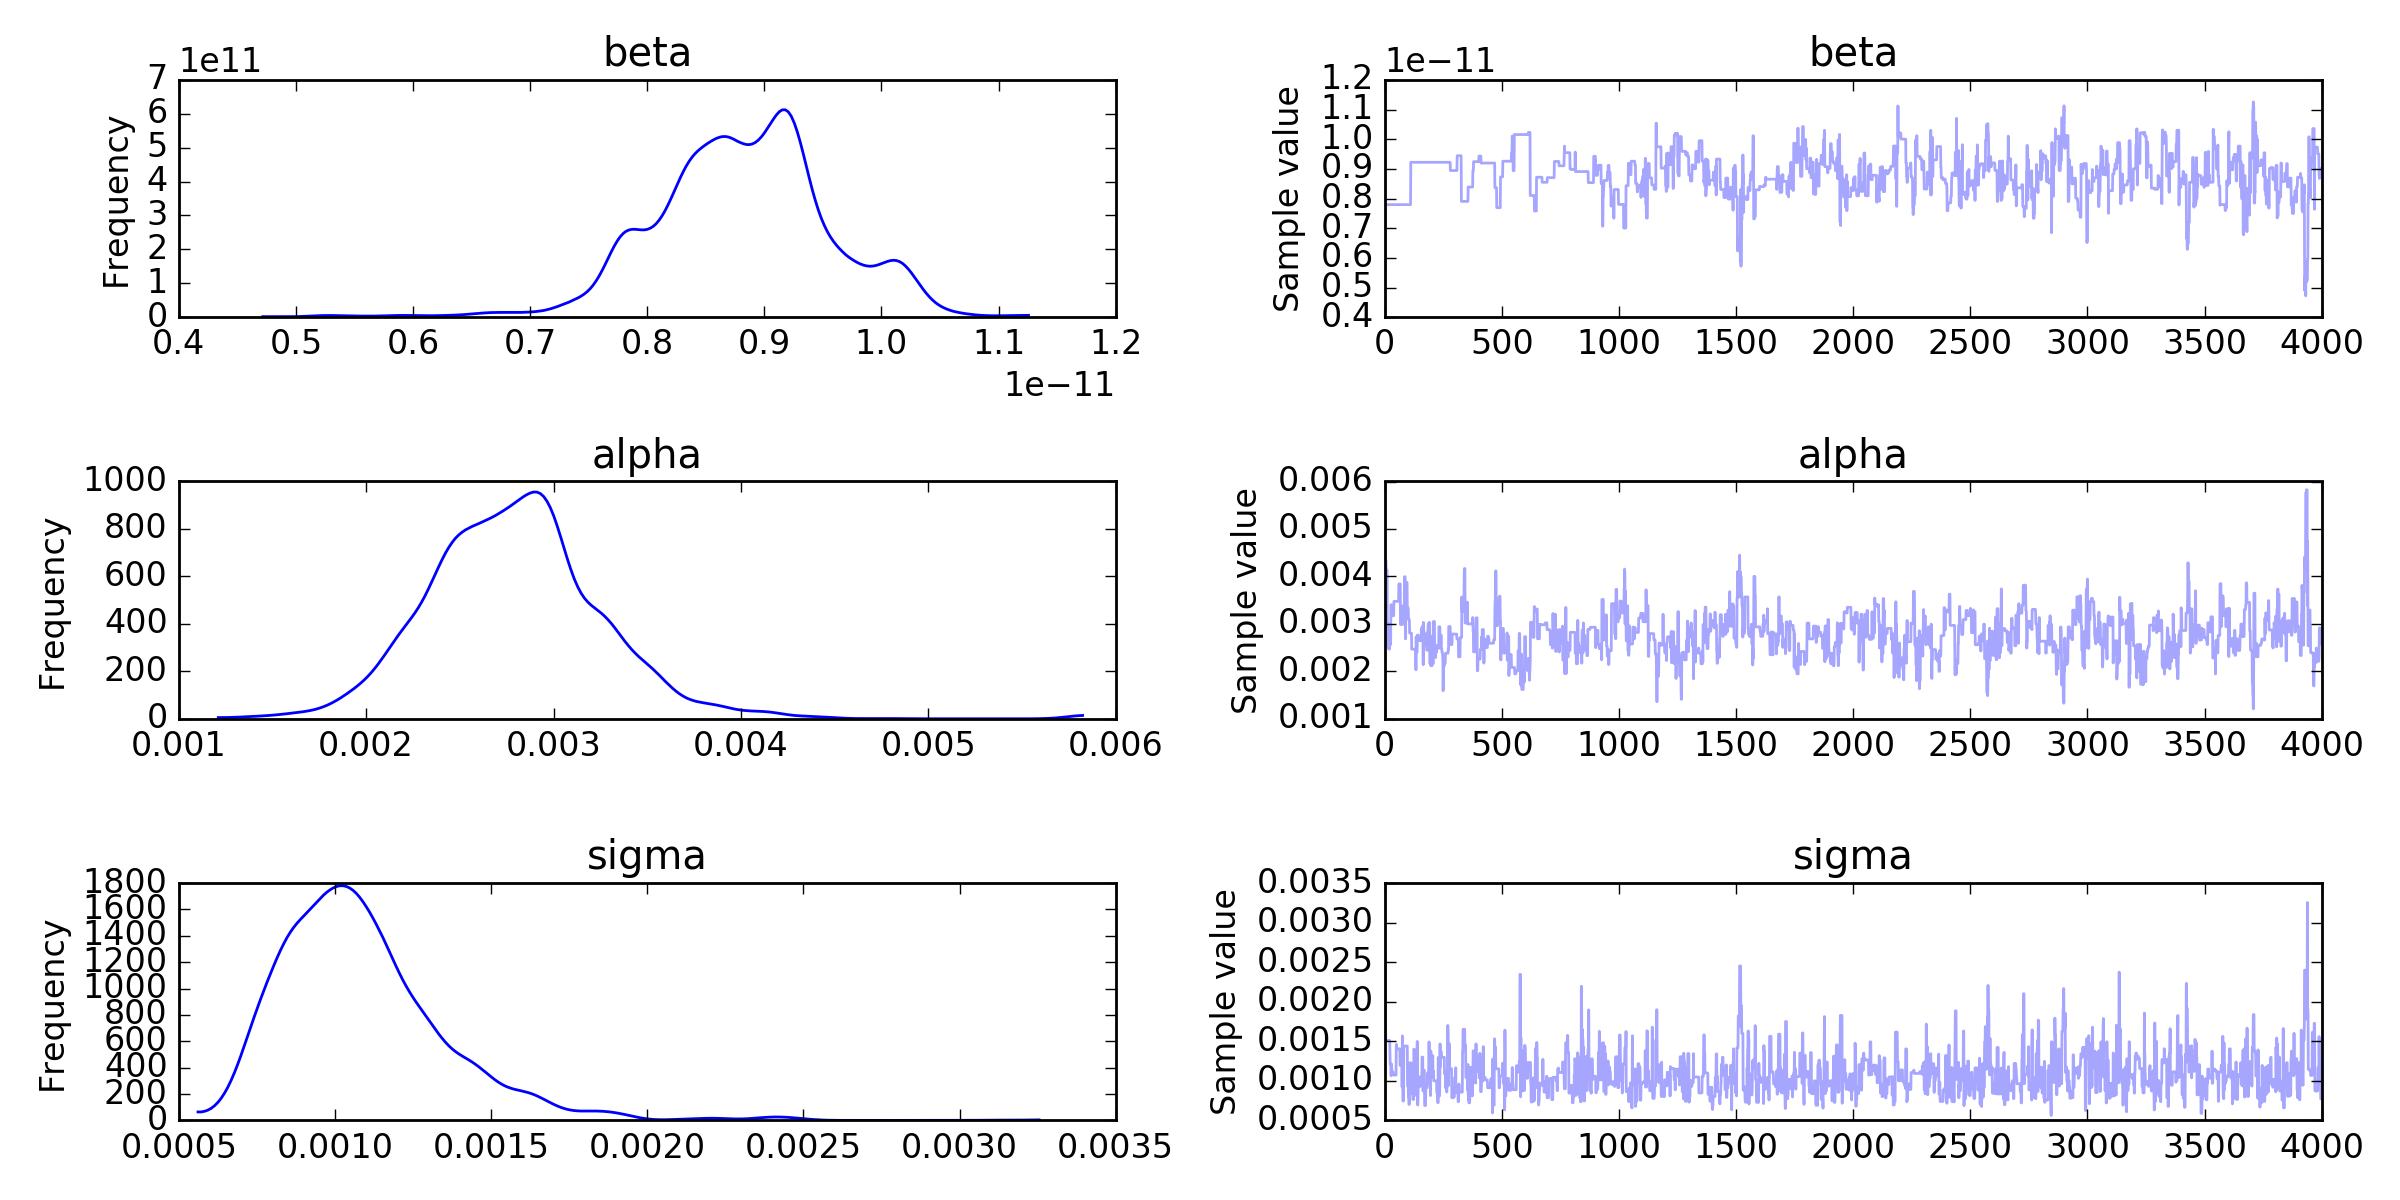 beta
1e11
7
6
5
4
3
2
1
0
Frequency
0.4 0.5 0.6 0.7 0.8 0.9 1.0 1.1 1.2
1e−11
beta
1e−11
1.2
1.1
1.0
0.9
0.8
0.7
0.6
0.5
0.4
Sample value
0 500 1000 1500 2000 2500 3000 3500 4000
alpha
1000
800
600
400
200
0
Frequency
0.001 0.002 0.003 0.004 0.005 0.006
alpha
0.006
0.005
0.004
0.003
0.002
0.001
Sample value
0 500 1000 1500 2000 2500 3000 3500 4000
sigma
1800
1600
1400
1200
1000
800
600
400
200
0
Frequency
0.0005 0.0010 0.0015 0.0020 0.0025 0.0030 0.0035
sigma
0.0035
0.0030
0.0025
0.0020
0.0015
0.0010
0.0005
Sample value
0 500 1000 1500 2000 2500 3000 3500 4000